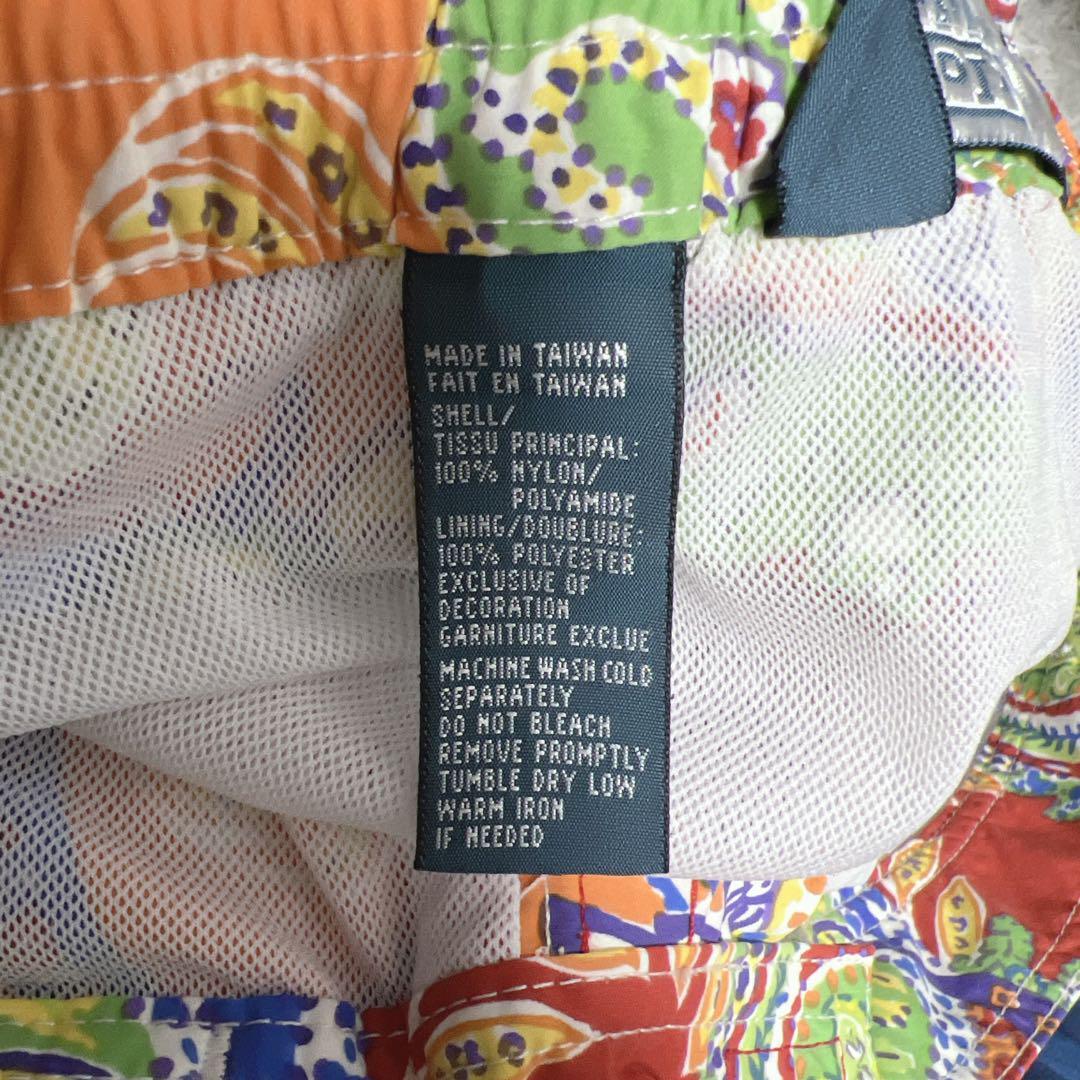 MADE IN TAIWAN
FAIT EN TAIWAN
SHELL/
TISSU PRINCIPAL:
100% NYLON/
POLYAMIDE
LINING/DOUBLURE:
100% POLYESTER
EXCLUSIVE OF
DECORATION
GARNITURE EXCLUE
MACHINE WASH COLD
SEPARATELY
DO NOT BLEACH
REMOVE PROMPTLY
TUMBLE DRY LOW
WARM IRON
IF NEEDED